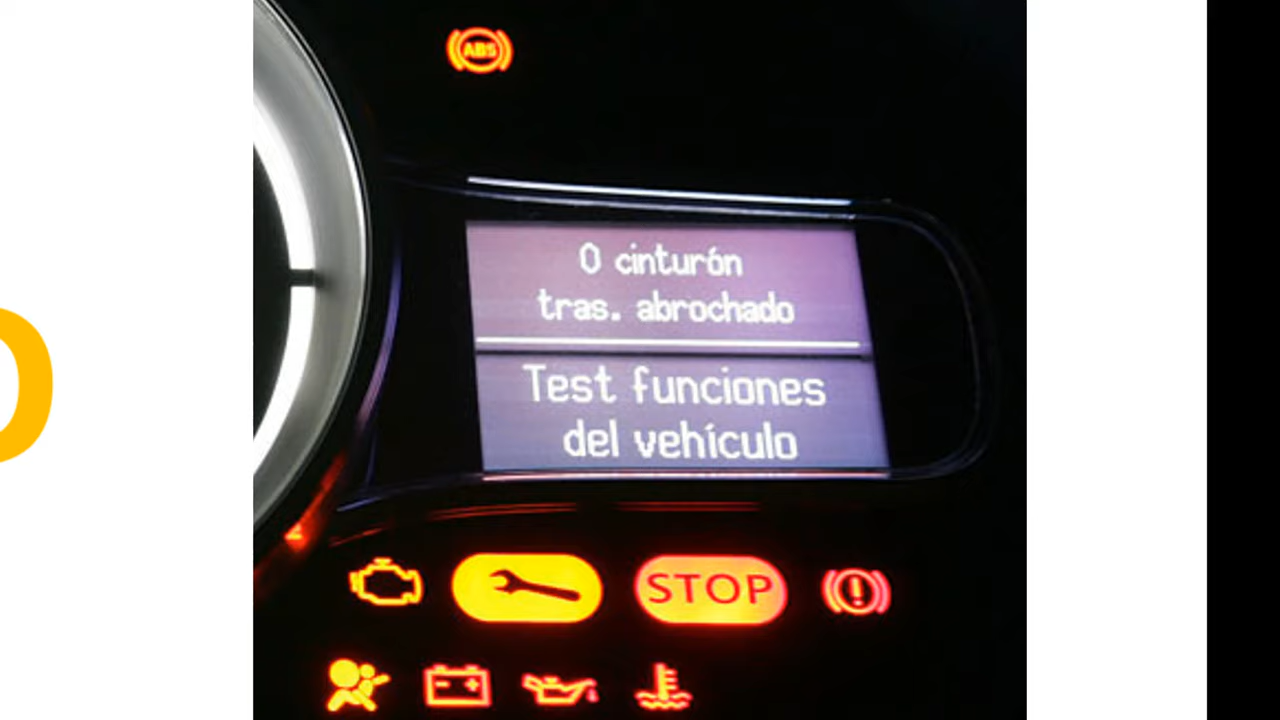 ABS
0 cinturón
tras. abrochado
Test funciones
del vehículo
STOP